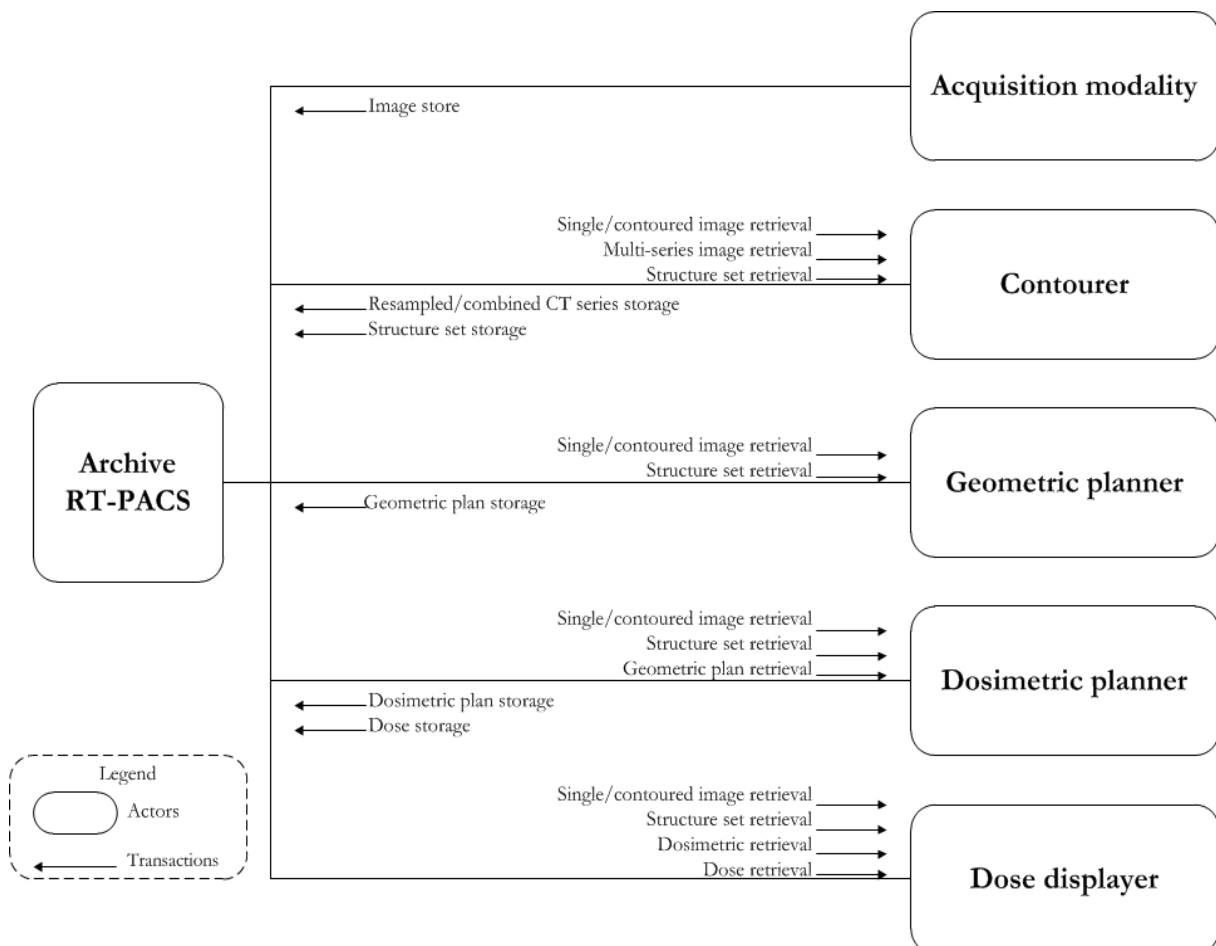 Acquisition modality
Image store
Single/contoured image retrieval
Multi-series image retrieval
Structure set retrieval
Contourer
Resampled/combined CT series storage
Structure set storage
Archive
RT-PACS
Single/contoured image retrieval
Structure set retrieval
Geometric planner
Geometric plan storage
Single/contoured image retrieval
Structure set retrieval
Geometric plan retrieval
Dosimetric planner
Dosimetric plan storage
Dose storage
Legend
Actors
Transactions
Single/contoured image retrieval
Structure set retrieval
Dosimetric retrieval
Dose retrieval
Dose displayer